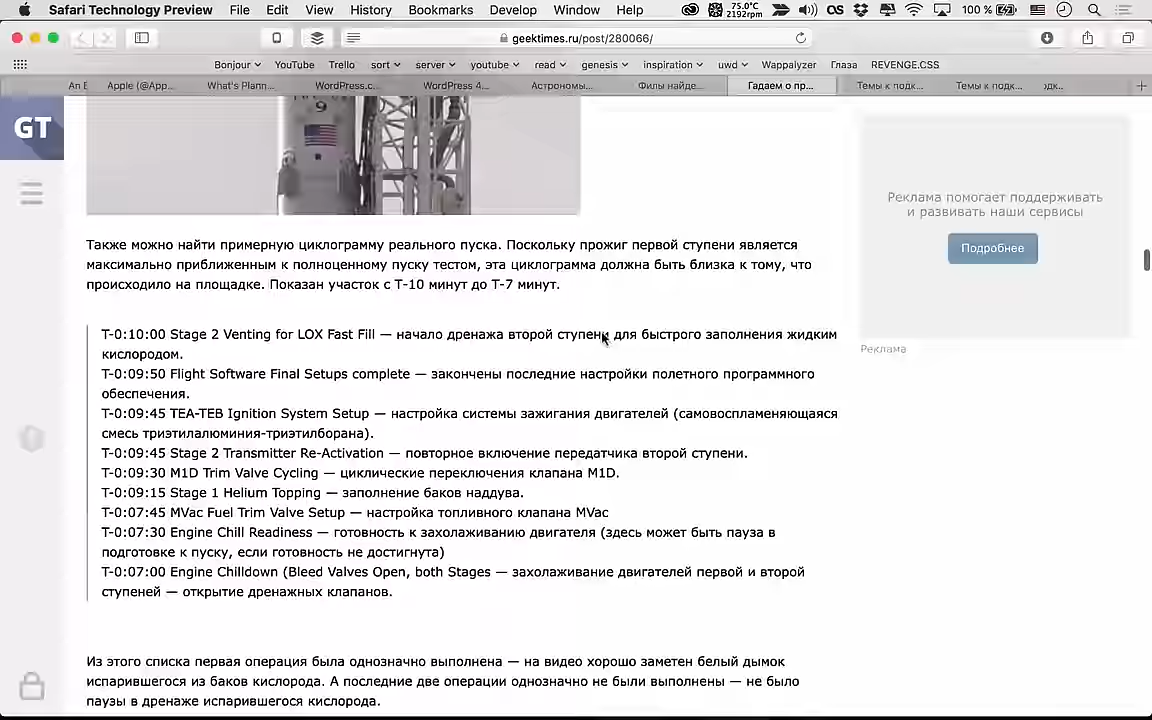 Safari Technology Preview File Edit View History Bookmarks Develop Window Help 75.0°C 2192rpm 100 %
geektimes.ru/post/280066/
Bonjour YouTube Trello sort server youtube read genesis inspiration uwd Wappalyzer Глаза REVENGE.CSS
An E Apple (@App... What's Plann... WordPress.c... WordPress 4... Астрономы... Филы найде... Гадаем о пр... Темы к подк... Темы к подк... эдк...
GT
9
Реклама помогает поддерживать
и развивать наши сервисы
Подробнее
Реклама
Также можно найти примерную циклограмму реального пуска. Поскольку прожиг первой ступени является
максимально приближенным к полноценному пуску тестом, эта циклограмма должна быть близка к тому, что
происходило на площадке. Показан участок с Т-10 минут до Т-7 минут.
T-0:10:00 Stage 2 Venting for LOX Fast Fill — начало дренажа второй ступени для быстрого заполнения жидким
кислородом.
T-0:09:50 Flight Software Final Setups complete — закончены последние настройки полетного программного
обеспечения.
T-0:09:45 TEA-TEB Ignition System Setup — настройка системы зажигания двигателей (самовоспламеняющаяся
смесь триэтилалюминия-триэтилборана).
T-0:09:45 Stage 2 Transmitter Re-Activation — повторное включение передатчика второй ступени.
T-0:09:30 M1D Trim Valve Cycling — циклические переключения клапана M1D.
T-0:09:15 Stage 1 Helium Topping — заполнение баков наддува.
T-0:07:45 MVac Fuel Trim Valve Setup — настройка топливного клапана MVac
T-0:07:30 Engine Chill Readiness — готовность к захолаживанию двигателя (здесь может быть пауза в
подготовке к пуску, если готовность не достигнута)
T-0:07:00 Engine Chilldown (Bleed Valves Open, both Stages — захолаживание двигателей первой и второй
ступеней — открытие дренажных клапанов.
Из этого списка первая операция была однозначно выполнена — на видео хорошо заметен белый дымок
испарившегося из баков кислорода. А последние две операции однозначно не были выполнены — не было
паузы в дренаже испарившегося кислорода.